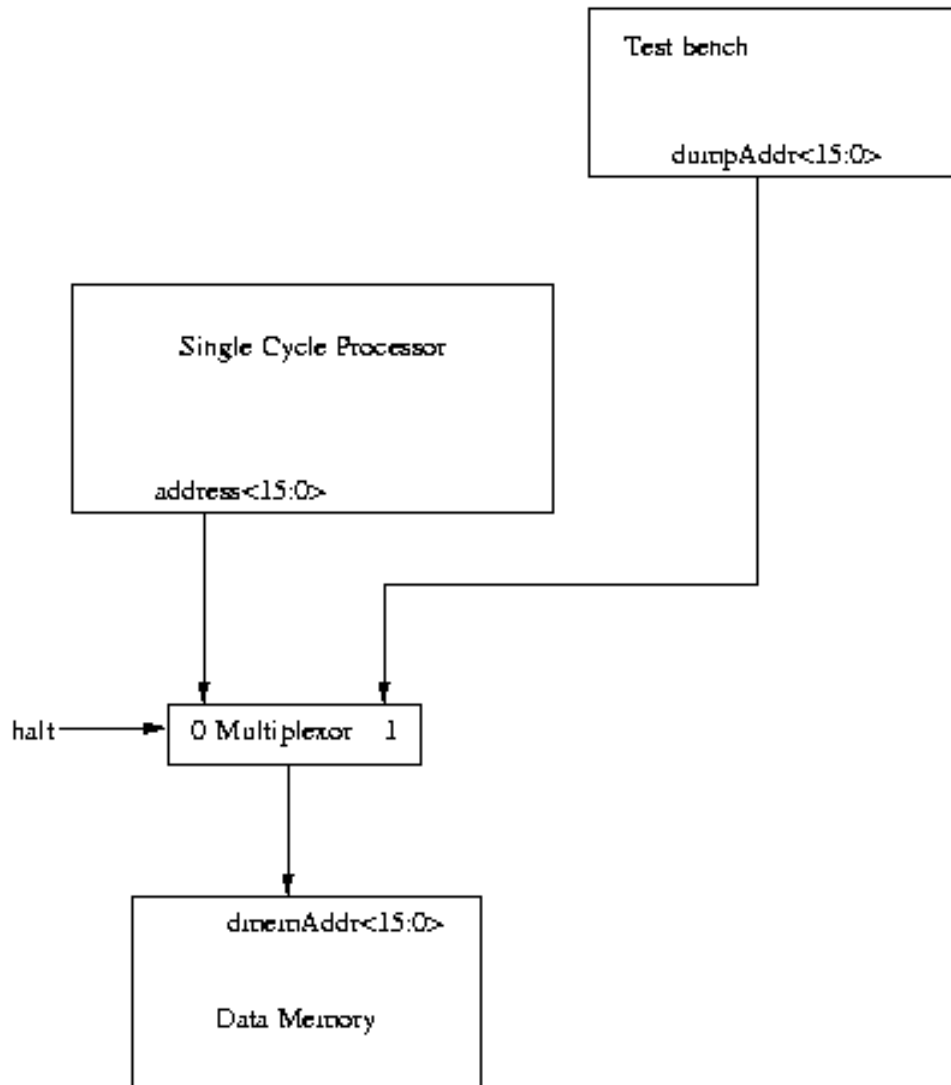 Test bench
dumpAddr<15:0>
Single Cycle Processor
address<15:0>
halt
0 Multiplexor 1
dmemAddr<15:0>
Data Memory